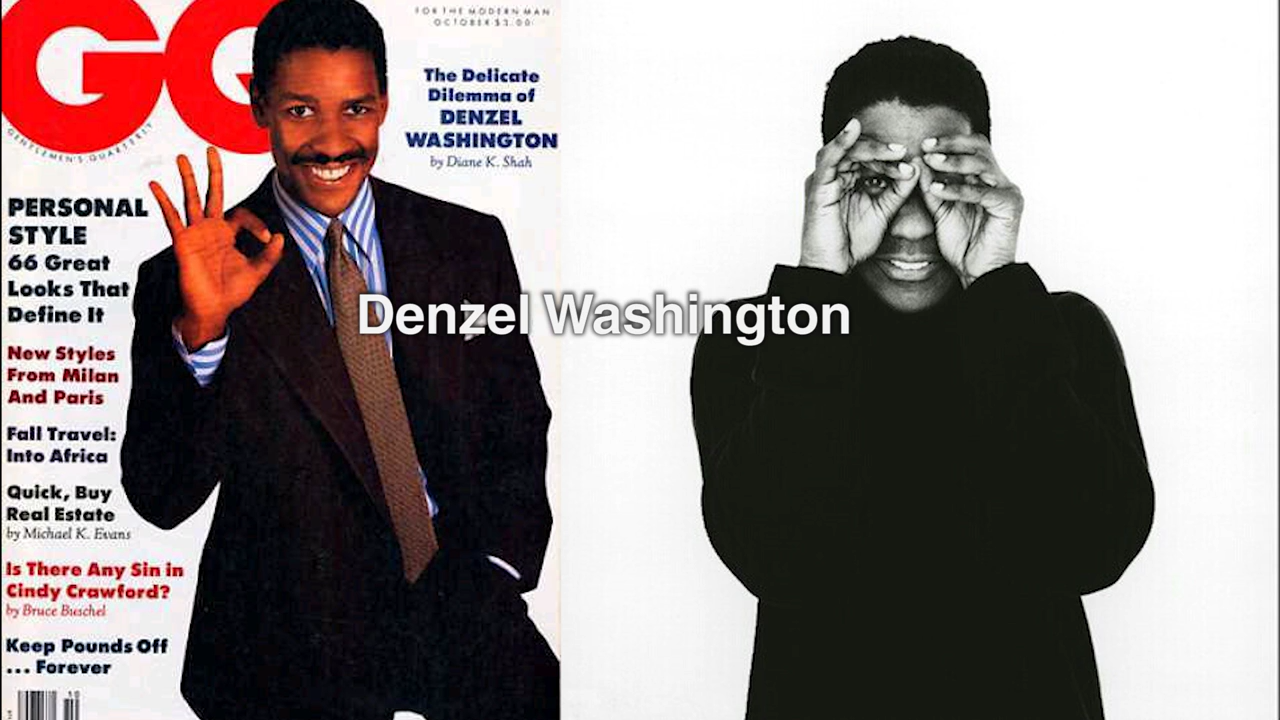 GQ
GENTLEMEN'S QUARTERLY
FOR THE MODERN MAN
OCTOBER $3.00
The Delicate
Dilemma of
DENZEL
WASHINGTON
by Diane K. Shah
PERSONAL
STYLE
66 Great
Looks That
Define It
New Styles
From Milan
And Paris
Fall Travel:
Into Africa
Quick, Buy
Real Estate
by Michael K. Evans
Is There Any Sin in
Cindy Crawford?
by Bruce Buschel
Keep Pounds Off
... Forever
Denzel Washington